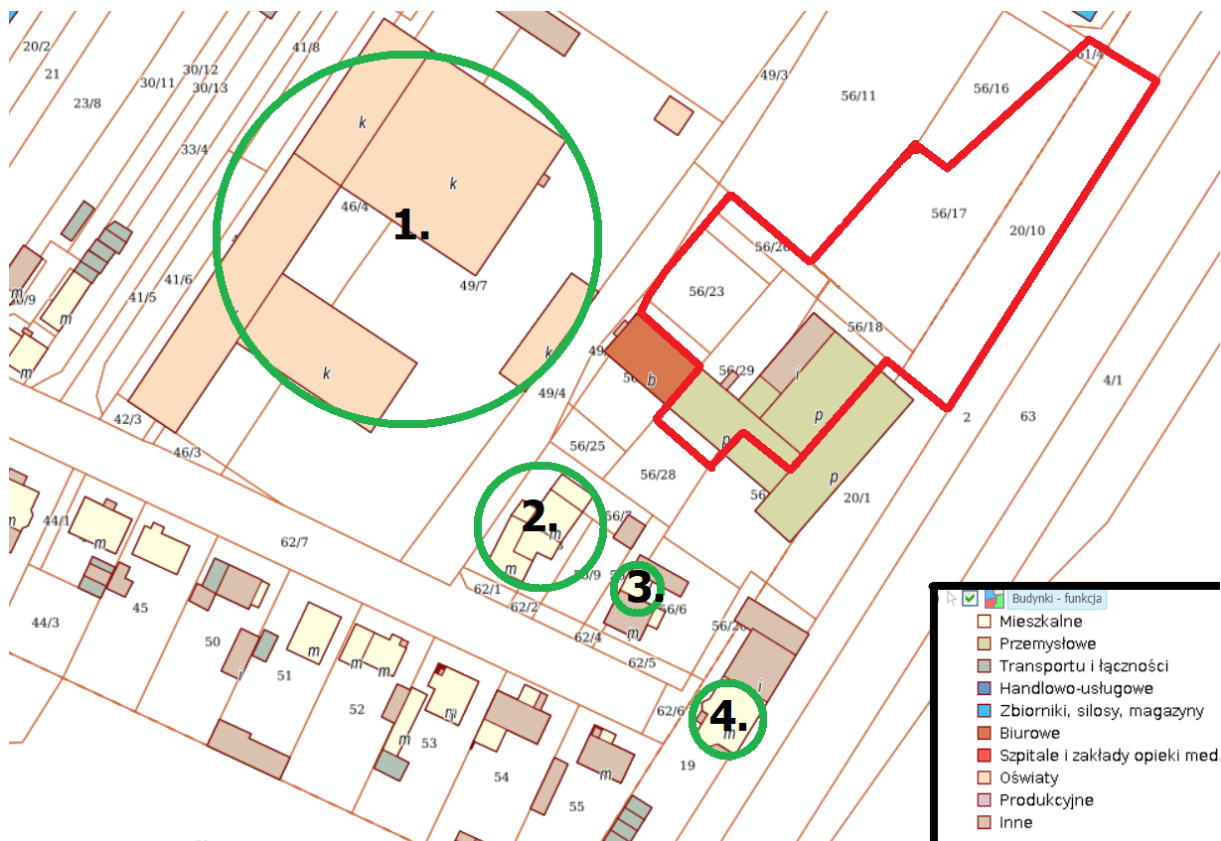 20/2
21
23/8
30/11
30/12
30/13
41/8
33/4
k
k
46/4
1.
49/7
41/6
41/5
m
m
m
k
k
42/3
46/3
49/3
56/11
56/16
61/4
56/17
20/10
56/23
56/18
56/29
b
i
p
p
p
49/4
56/25
56/28
20/1
2
63
4/1
44/1
m
m
62/7
2.
m
m
56/7
62/1
62/2
3.
56/6
m
62/4
62/5
44/3
45
50
51
i
m
52
m
m
m
53
54
55
m
62/6
i
4.
m
19
Budynki - funkcja
Mieszkalne
Przemysłowe
Transportu i łączności
Handlowo-usługowe
Zbiorniki, silosy, magazyny
Biurowe
Szpitale i zakłady opieki med.
Oświaty
Produkcyjne
Inne